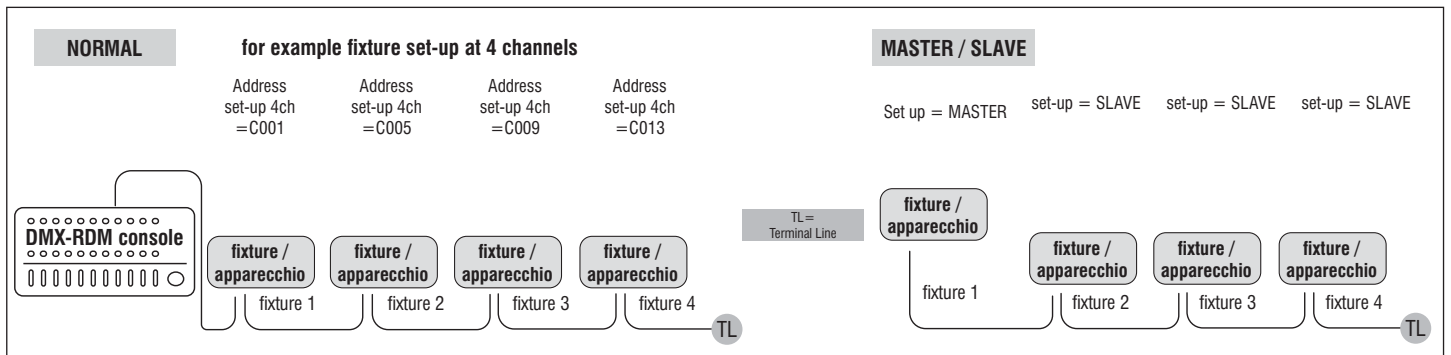 NORMAL
for example fixture set-up at 4 channels
Address
set-up 4ch
=C001
Address
set-up 4ch
=C005
Address
set-up 4ch
=C009
Address
set-up 4ch
=C013
DMX-RDM console
fixture /
apparecchio
fixture /
apparecchio
fixture /
apparecchio
fixture /
apparecchio
fixture 1
fixture 2
fixture 3
fixture 4
TL
TL=
Terminal Line
MASTER / SLAVE
Set up = MASTER
set-up = SLAVE
set-up = SLAVE
set-up = SLAVE
fixture /
apparecchio
fixture /
apparecchio
fixture /
apparecchio
fixture /
apparecchio
fixture 1
fixture 2
fixture 3
fixture 4
TL